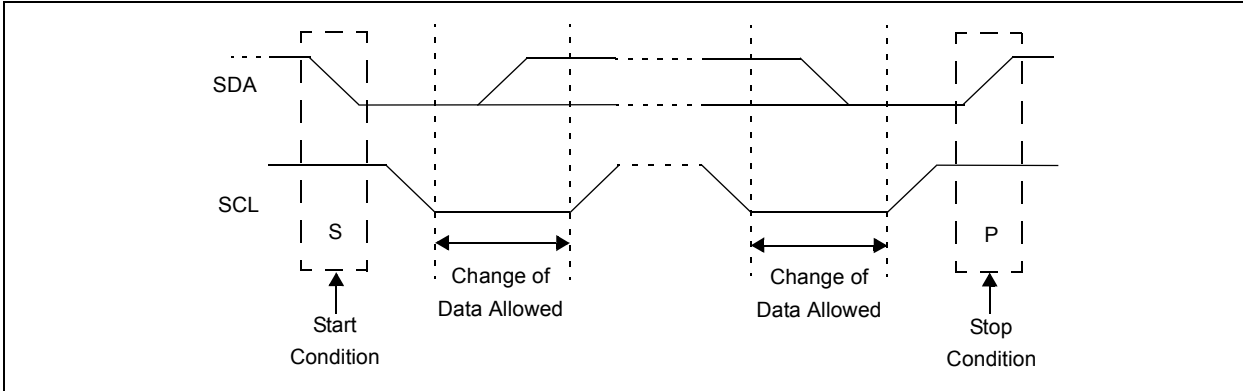 SDA
SCL
S
P
Change of
Data Allowed
Change of
Data Allowed
Start
Condition
Stop
Condition